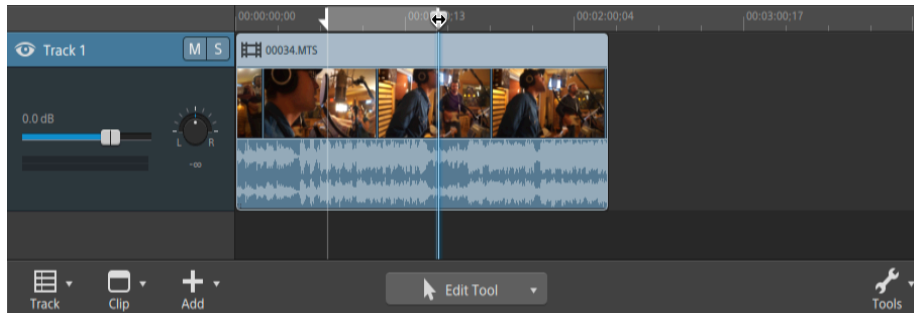 00:00:00;00
00:02:00;04
00:03:00;17
Track 1
M
S
00034.MTS
0.0 dB
L
R
-∞
Track
Clip
Add
Edit Tool
Tools